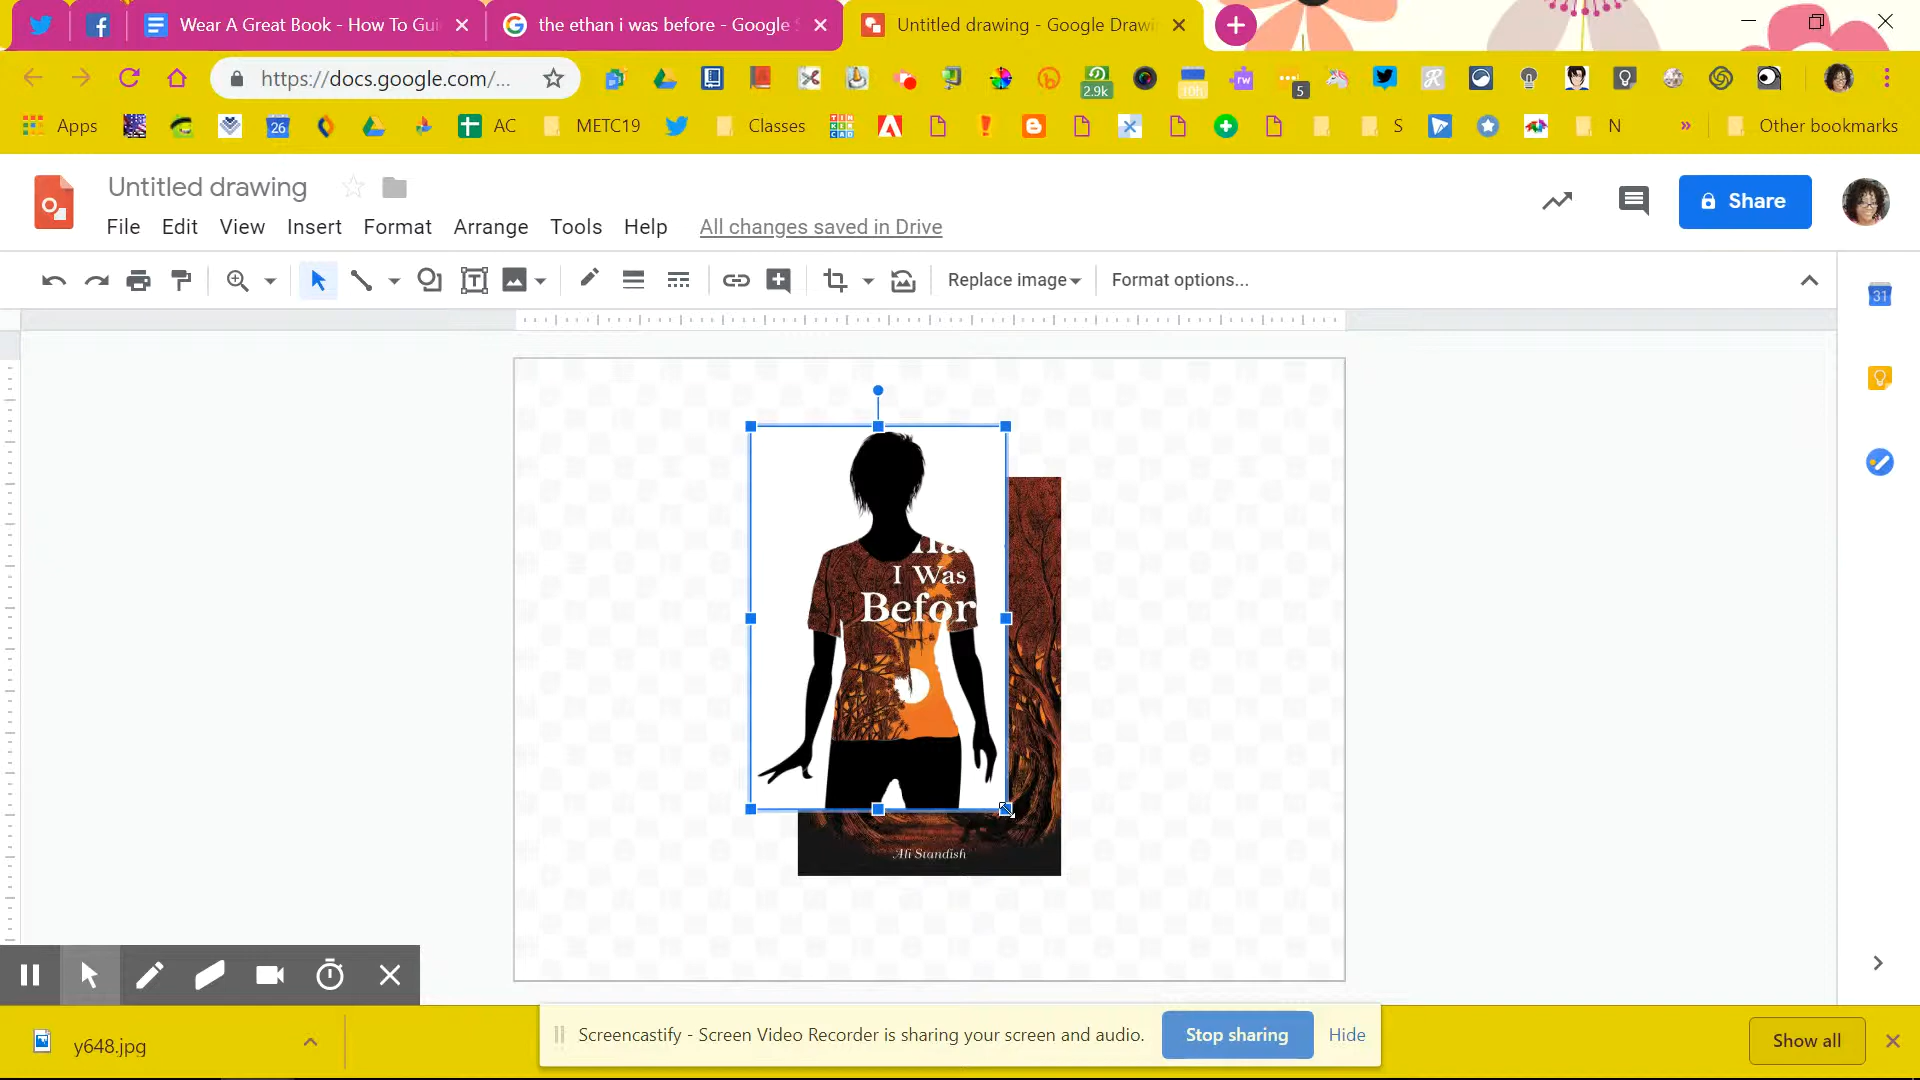 Wear A Great Book - How To Gui
the ethan i was before - Google S
Untitled drawing - Google Drawi
https://docs.google.com/...
2.9k
10h
rw
5
Apps
26
AC
METC19
Classes
S
N
»
Other bookmarks
Untitled drawing
Share
File Edit View Insert Format Arrange Tools Help All changes saved in Drive
Replace image
Format options...
31
I Was
Befor
Ali Standish
Screencastify - Screen Video Recorder is sharing your screen and audio.
Stop sharing
Hide
y648.jpg
Show all